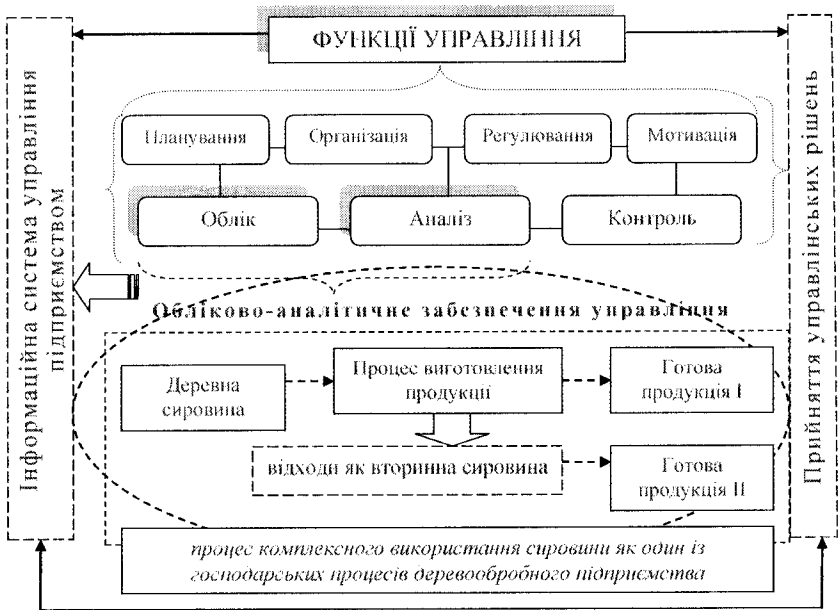 ФУНКЦІЇ УПРАВЛІННЯ
Інформаційна система управління
підприємством
Планування
Організація
Регулювання
Мотивація
Облік
Аналіз
Контроль
Прийняття управлінських рішень
Обліково-аналітичне забезпечення управління
Деревна
сировина
Процес виготовлення
продукції
Готова
продукція І
відходи як вторинна сировина
Готова
продукція ІІ
процес комплексного використання сировини як один із
господарських процесів деревообробного підприємства